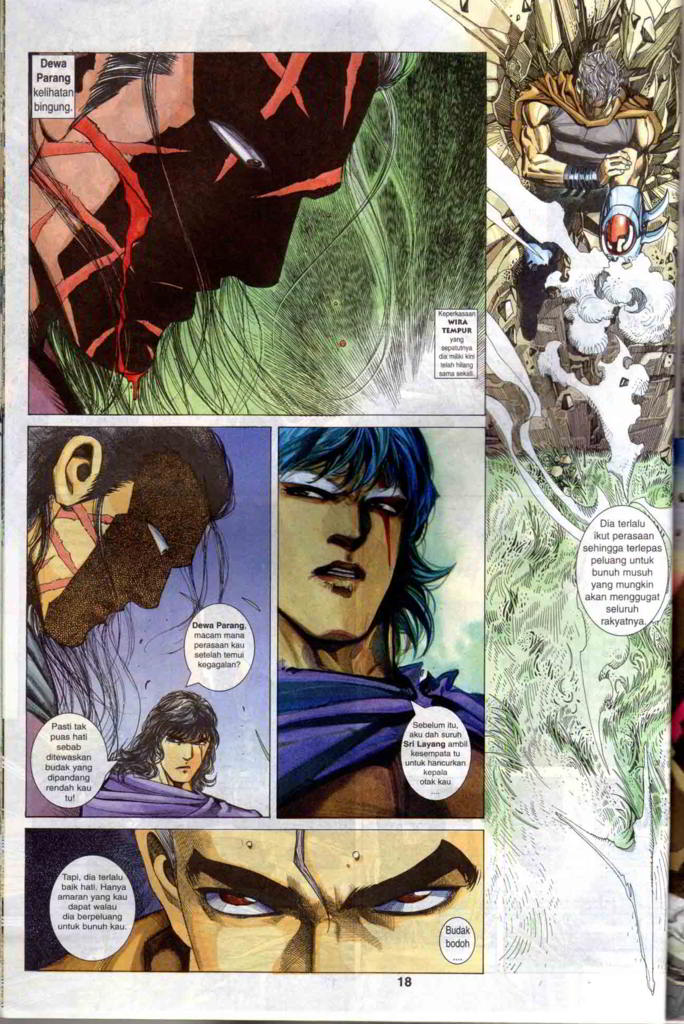 Dewa
Parang
kelihatan
bingung.
Keperkasaan
WIRA
TEMPUR
yang
sepatutnya
dia miliki kini
telah hilang
sama sekali.
Dia terlalu
ikut perasaan
sehingga terlepas
peluang untuk
bunuh musuh
yang mungkin
akan menggugat
seluruh
rakyatnya.
Dewa Parang,
macam mana
perasaan kau
setelah temui
kegagalan?
Pasti tak
puas hati
sebab
ditewaskan
budak yang
dipandang
rendah kau
tu!
Sebelum itu,
aku dah suruh
Sri Layang ambil
kesempata tu
untuk hancurkan
kepala
otak kau
....
Tapi, dia terlalu
baik hati. Hanya
amaran yang kau
dapat walau
dia berpeluang
untuk bunuh kau.
Budak
bodoh
....
18